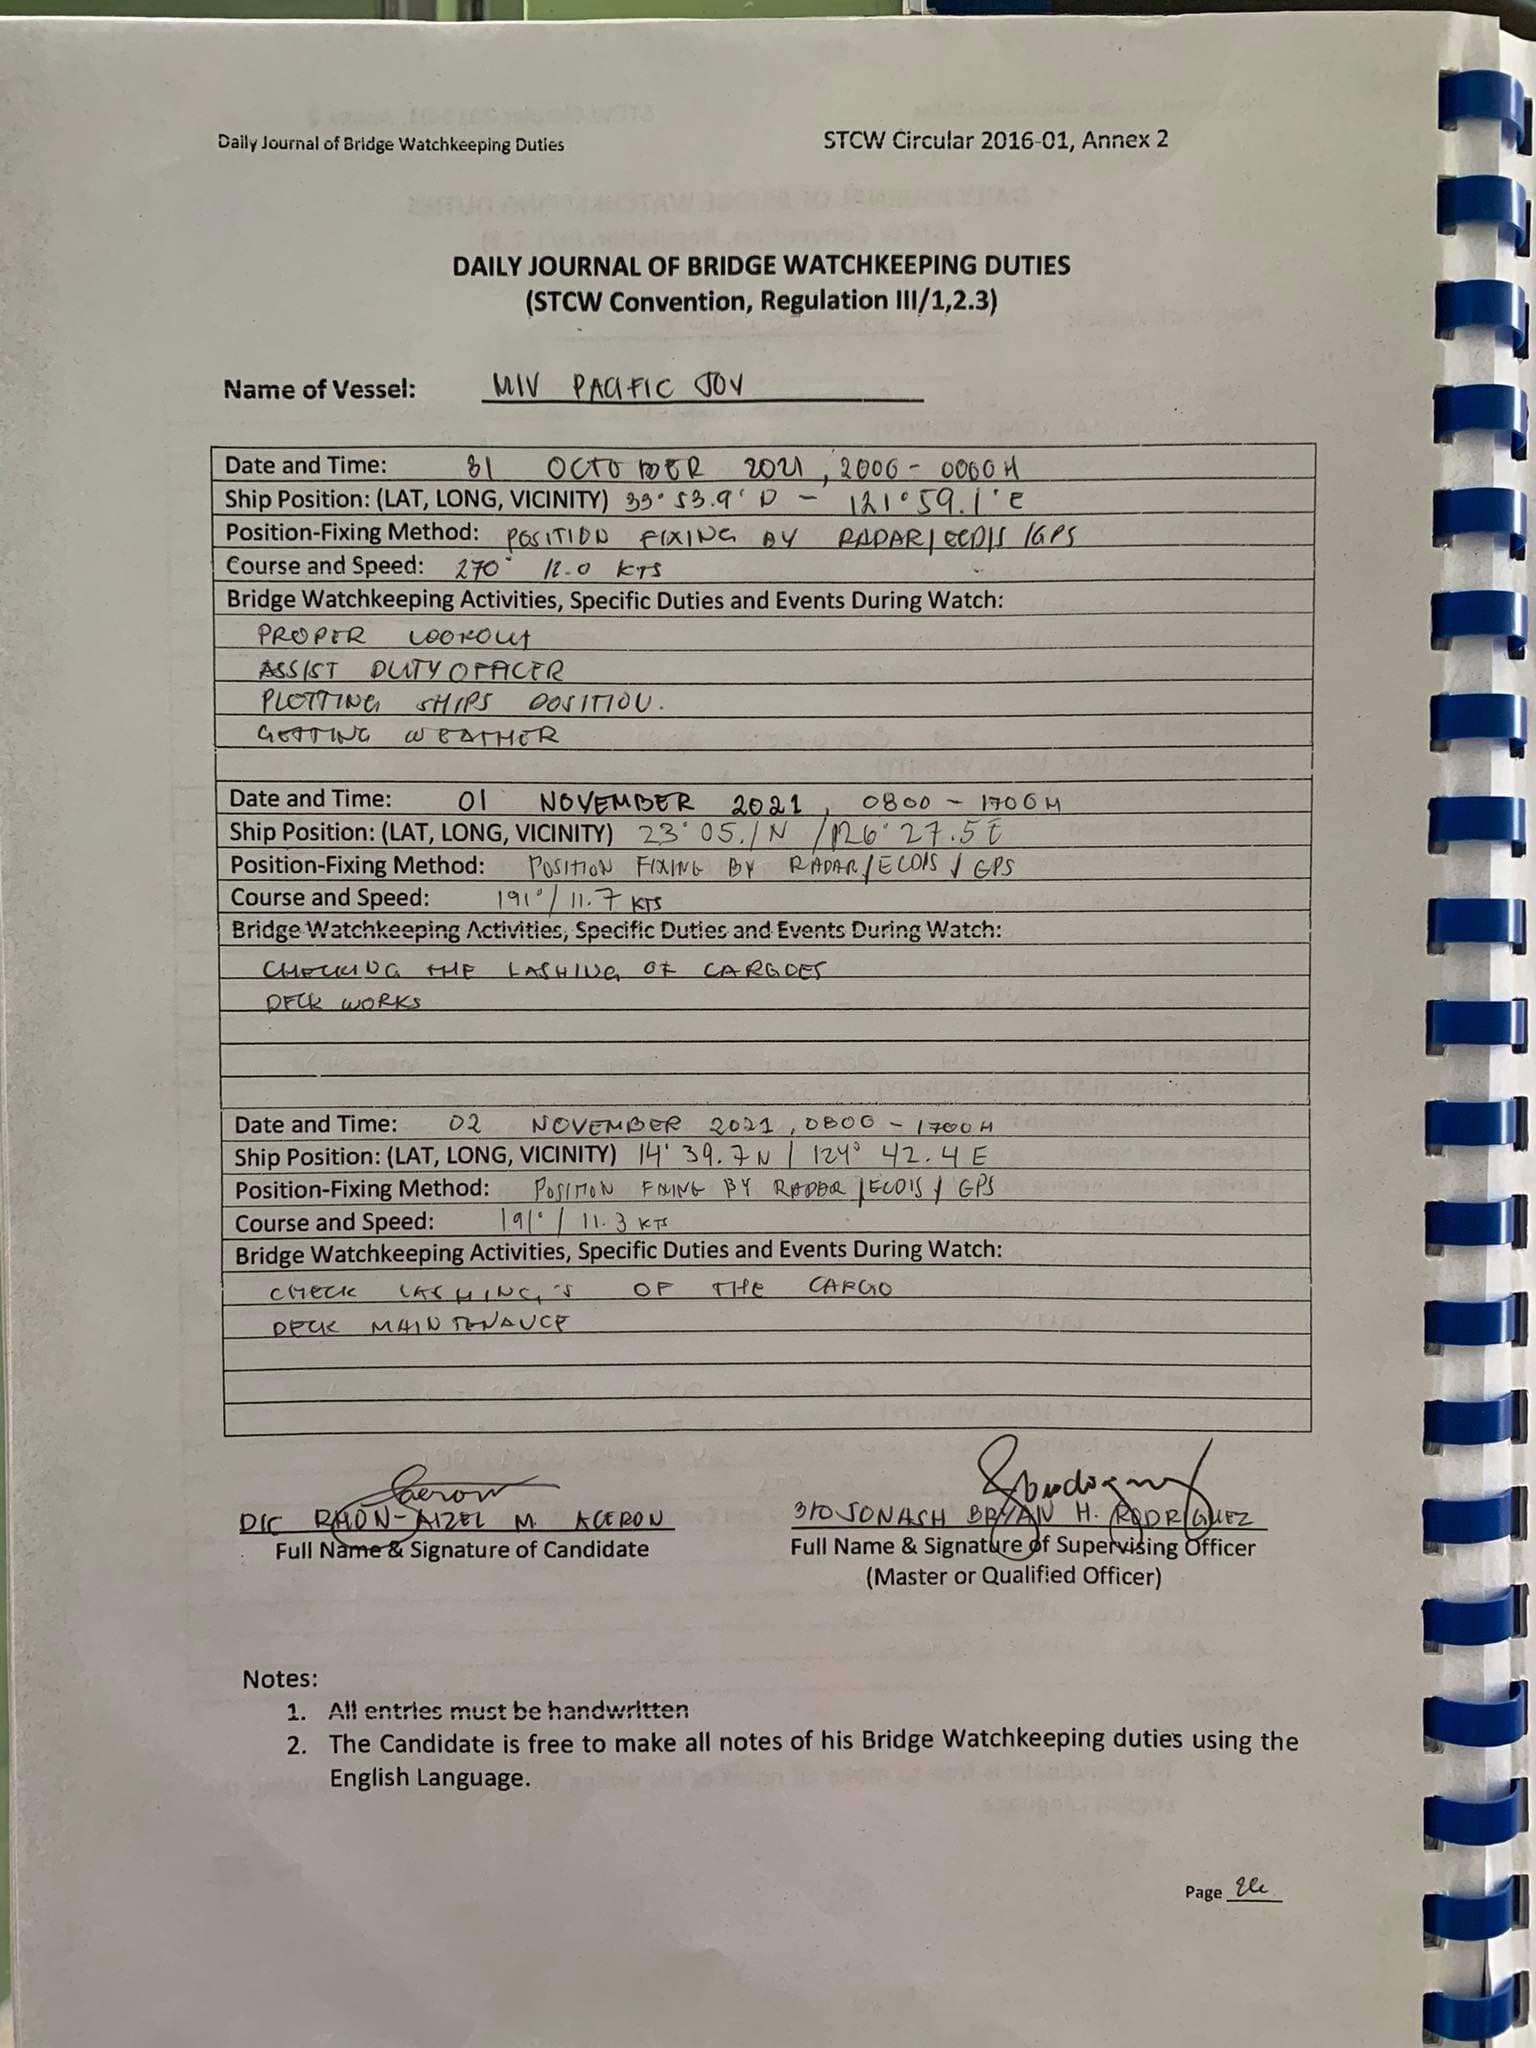 Daily Journal of Bridge Watchkeeping Duties
STCW Circular 2016-01, Annex 2
DAILY JOURNAL OF BRIDGE WATCHKEEPING DUTIES
(STCW Convention, Regulation III/1,2.3)
Name of Vessel: M/V PACIFIC JOY
Date and Time: 31 OCTOBER 2021, 2000 - 0000H
Ship Position: (LAT, LONG, VICINITY) 33° 53.9' N - 121° 59.1' E
Position-Fixing Method: POSITION FIXING BY RADAR/ECDIS/GPS
Course and Speed: 270° 12.0 KTS
Bridge Watchkeeping Activities, Specific Duties and Events During Watch:
PROPER LOOKOUT
ASSIST DUTY OFFICER
PLOTTING SHIPS POSITION.
GETTING WEATHER
Date and Time: 01 NOVEMBER 2021, 0800 - 1700H
Ship Position: (LAT, LONG, VICINITY) 23° 05.1 N / 126° 27.5 E
Position-Fixing Method: POSITION FIXING BY RADAR/ECDIS/GPS
Course and Speed: 191°/ 11.7 KTS
Bridge Watchkeeping Activities, Specific Duties and Events During Watch:
CHECKING THE LASHING OF CARGOES
DECK WORKS
Date and Time: 02 NOVEMBER 2021, 0800 - 1700H
Ship Position: (LAT, LONG, VICINITY) 14° 39.7 N / 124° 42.4 E
Position-Fixing Method: POSITION FIXING BY RADAR/ECDIS/GPS
Course and Speed: 191°/ 11.3 KTS
Bridge Watchkeeping Activities, Specific Duties and Events During Watch:
CHECK LASHING'S OF THE CARGO
DECK MAINTENANCE
D/C RHON-AIZEL M. ACERON
3/O JONASH BRYAN H. RODRIGUEZ
Full Name & Signature of Candidate
Full Name & Signature of Supervising Officer
(Master or Qualified Officer)
Notes:
1. All entries must be handwritten
2. The Candidate is free to make all notes of his Bridge Watchkeeping duties using the
English Language.
Page